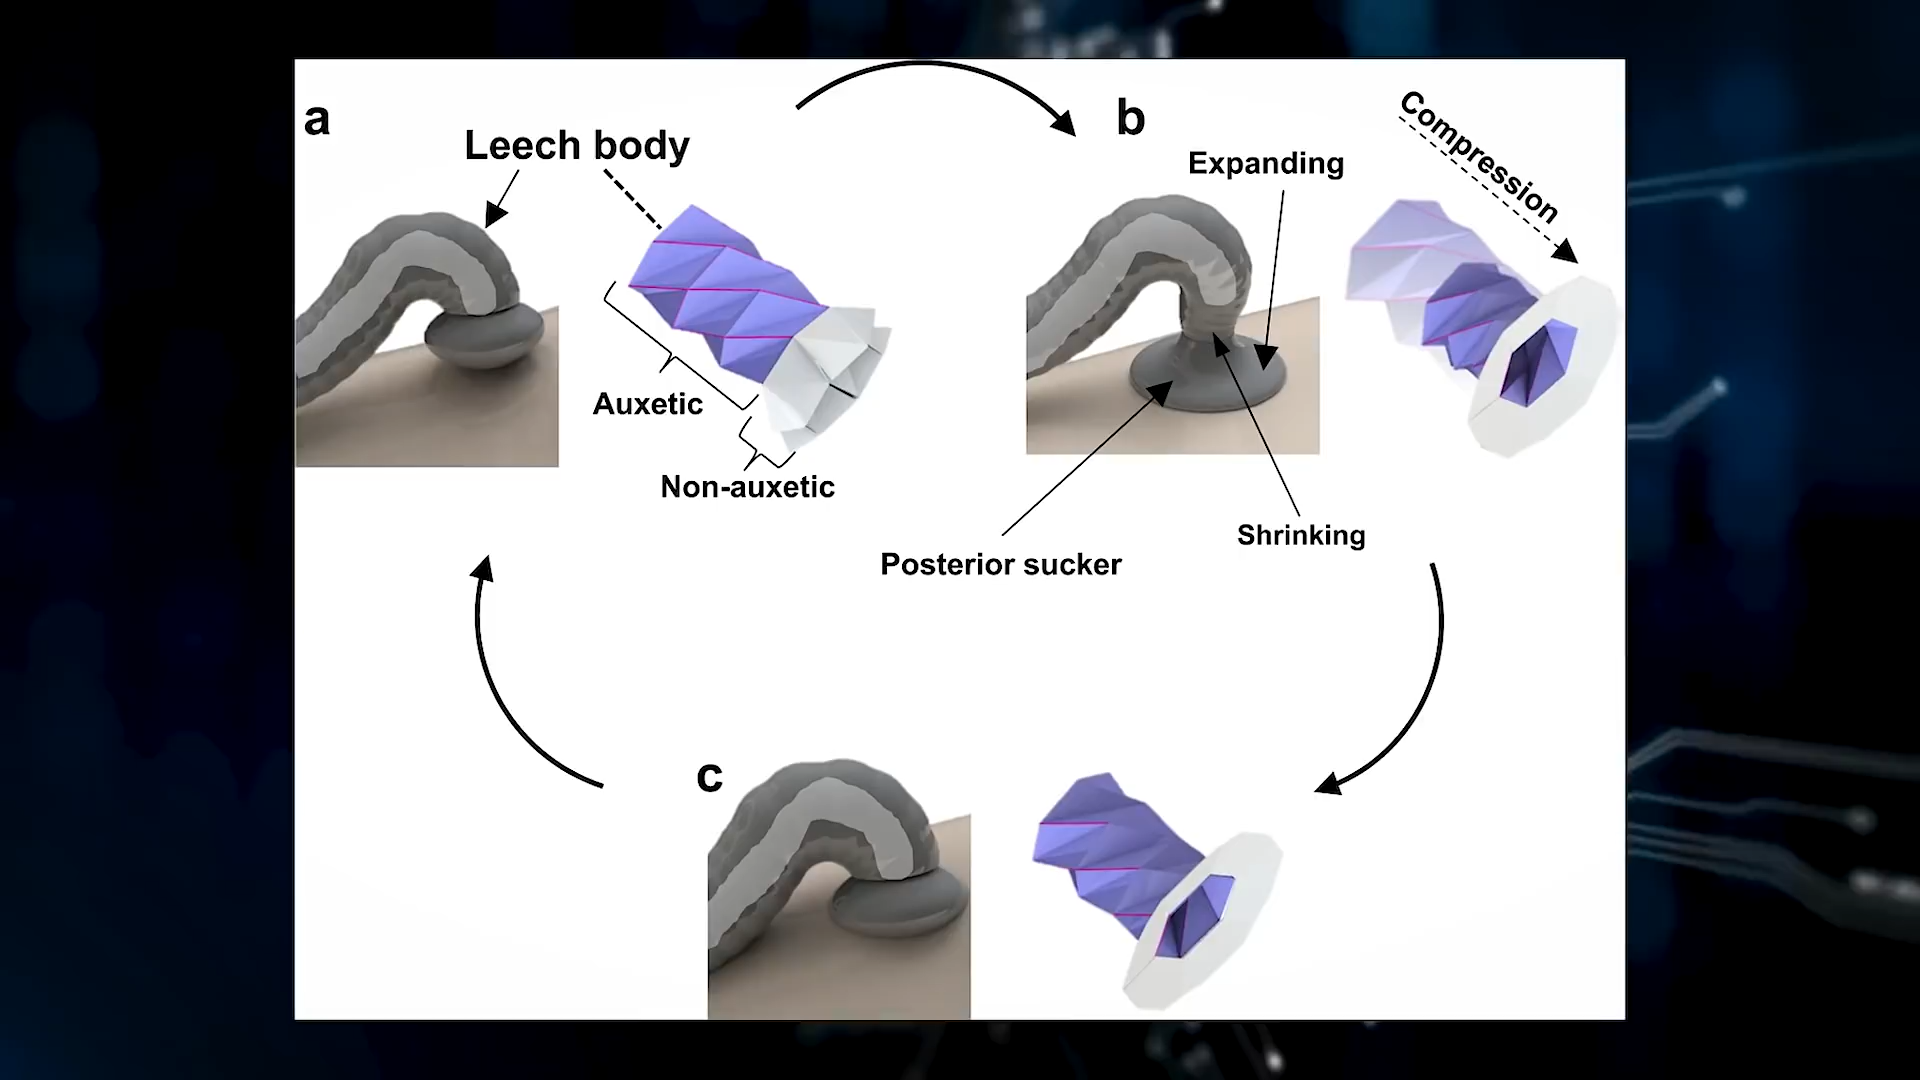 a
Leech body
Auxetic
Non-auxetic
b
Expanding
Compression
Posterior sucker
Shrinking
c